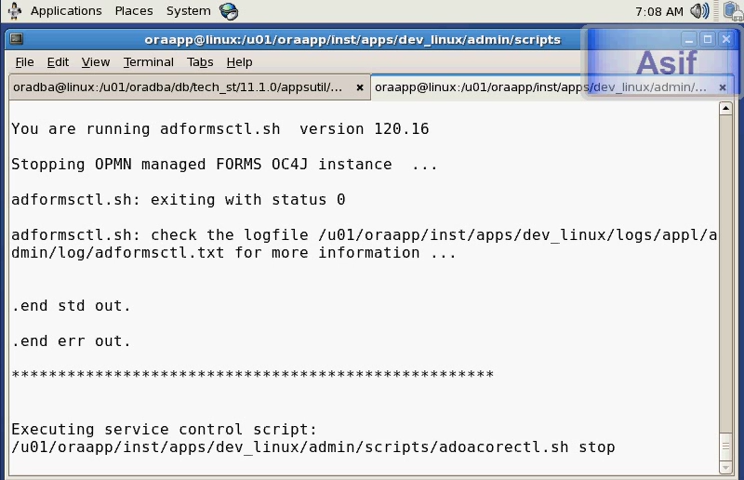 Applications Places System 7:08 AM
oraapp@linux:/u01/oraapp/inst/apps/dev_linux/admin/scripts
Asif
File Edit View Terminal Tabs Help
oradba@linux:/u01/oradba/db/tech_st/11.1.0/appsutil/... oraapp@linux:/u01/oraapp/inst/apps/dev_linux/admin/...
You are running adformsctl.sh  version 120.16
Stopping OPMN managed FORMS OC4J instance  ...
adformsctl.sh: exiting with status 0
adformsctl.sh: check the logfile /u01/oraapp/inst/apps/dev_linux/logs/appl/a
dmin/log/adformsctl.txt for more information ...
.end std out.
.end err out.
****************************************************
Executing service control script:
/u01/oraapp/inst/apps/dev_linux/admin/scripts/adoacorectl.sh stop